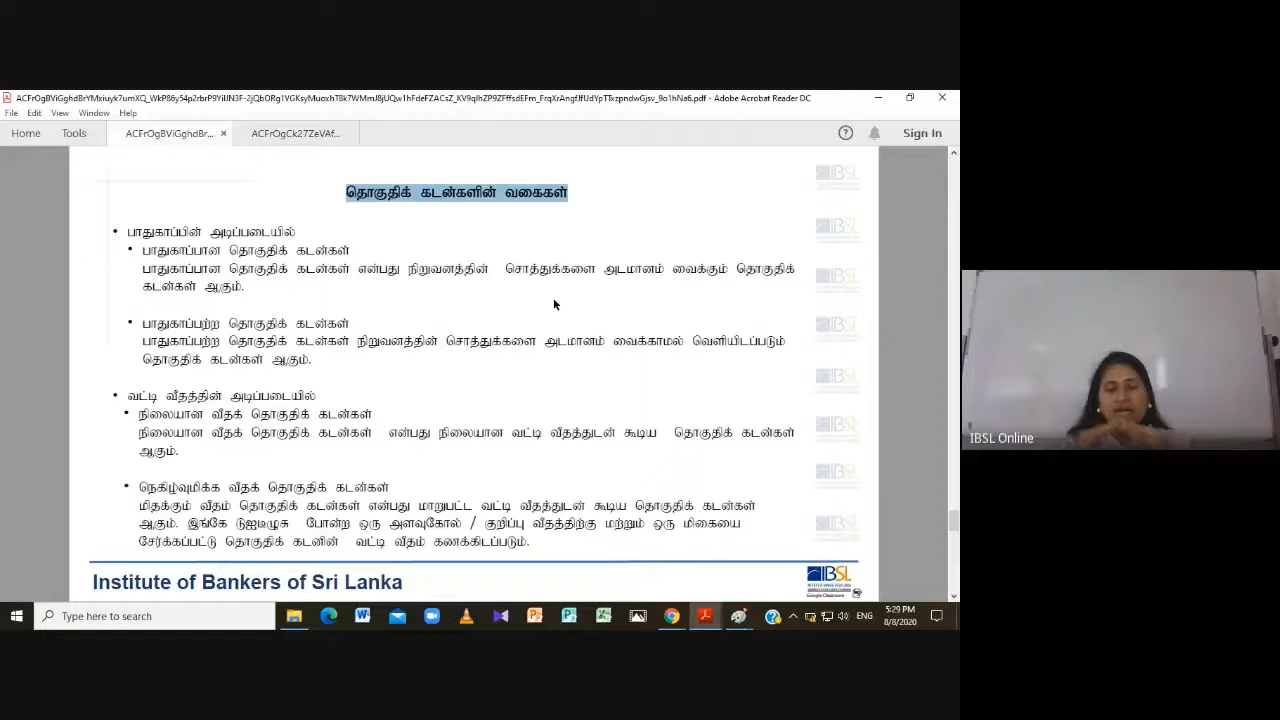 ACFrOgBViGghdBrYMxiuyk7umXQ_WkP86y54p2rbrP9YiIJN3F-2jQbORg1VGKsyMuoxhT8k7WMmJ8jUQw1hFdeFZACsZ_KV9qIhZP9ZFffsdEFm_FrqXrAngfJfUdYpTTxzpndwGjsv_9o1hNa6.pdf - Adobe Acrobat Reader DC
File Edit View Window Help
Home Tools ACFrOgBViGghdBr... × ACFrOgCk27ZeVAf... Sign In
தொகுதிக் கடன்களின் வகைகள்
• பாதுகாப்பின் அடிப்படையில்
• பாதுகாப்பான தொகுதிக் கடன்கள்
பாதுகாப்பான தொகுதிக் கடன்கள் என்பது நிறுவனத்தின் சொத்துக்களை அடமானம் வைக்கும் தொகுதிக்
கடன்கள் ஆகும்.
• பாதுகாப்பற்ற தொகுதிக் கடன்கள்
பாதுகாப்பற்ற தொகுதிக் கடன்கள் நிறுவனத்தின் சொத்துக்களை அடமானம் வைக்காமல் வெளியிடப்படும்
தொகுதிக் கடன்கள் ஆகும்.
• வட்டி வீதத்தின் அடிப்படையில்
• நிலையான வீதக் தொகுதிக் கடன்கள்
நிலையான வீதக் தொகுதிக் கடன்கள் என்பது நிலையான வட்டி வீதத்துடன் கூடிய தொகுதிக் கடன்கள்
ஆகும்.
• நெகிழ்வுமிக்க வீதக் தொகுதிக் கடன்கள்
மிதக்கும் வீதம் தொகுதிக் கடன்கள் என்பது மாறுபட்ட வட்டி வீதத்துடன் கூடிய தொகுதிக் கடன்கள்
ஆகும். இங்கே டுஐடீழுசு போன்ற ஒரு அளவுகோல் / குறிப்பு வீதத்திற்கு மற்றும் ஒரு மிகையை
சேர்க்கப்பட்டு தொகுதிக் கடனின் வட்டி வீதம் கணக்கிடப்படும்.
Institute of Bankers of Sri Lanka
IBSL
Google Classroom
IBSL Online
Type here to search
ENG
5:29 PM
8/8/2020